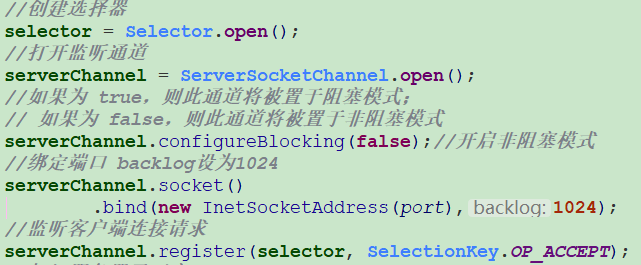 //创建选择器
selector = Selector.open();
//打开监听通道
serverChannel = ServerSocketChannel.open();
//如果为 true，则此通道将被置于阻塞模式；
// 如果为 false，则此通道将被置于非阻塞模式
serverChannel.configureBlocking(false);//开启非阻塞模式
//绑定端口 backlog设为1024
serverChannel.socket()
.bind(new InetSocketAddress(port), backlog: 1024);
//监听客户端连接请求
serverChannel.register(selector, SelectionKey.OP_ACCEPT);